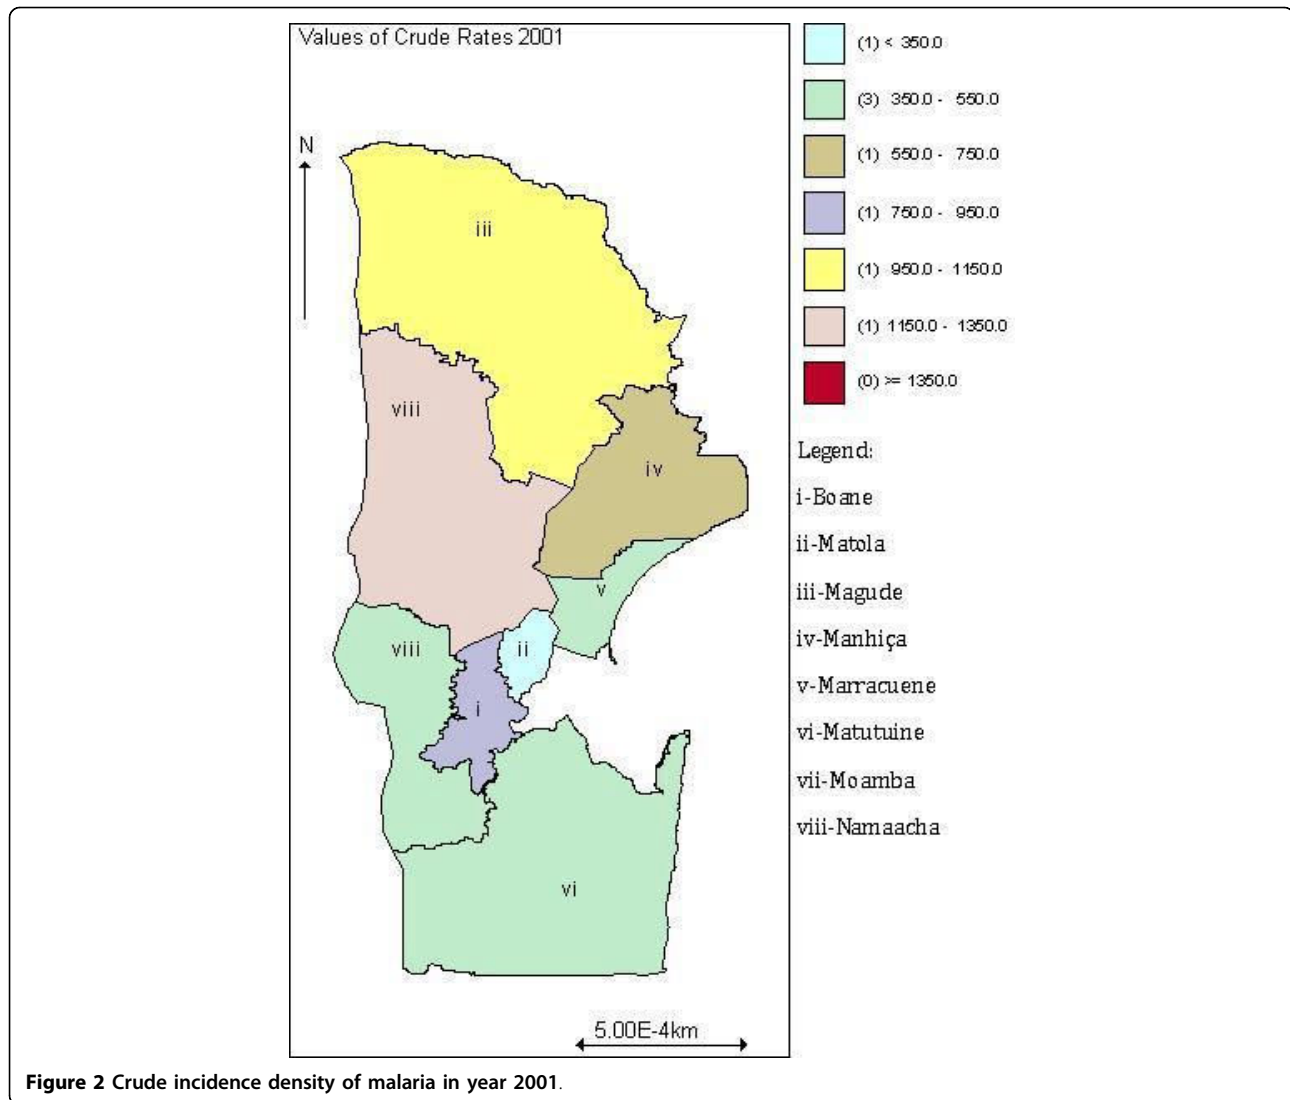 Values of Crude Rates 2001
N
iii
viii
iv
v
viii
ii
i
vi
5.00E-4km
(1) < 350.0
(3) 350.0 - 550.0
(1) 550.0 - 750.0
(1) 750.0 - 950.0
(1) 950.0 - 1150.0
(1) 1150.0 - 1350.0
(0) >= 1350.0
Legend:
i-Boane
ii-Matola
iii-Magude
iv-Manhiça
v-Marracuene
vi-Matutuine
vii-Moamba
viii-Namaacha
Figure 2 Crude incidence density of malaria in year 2001.